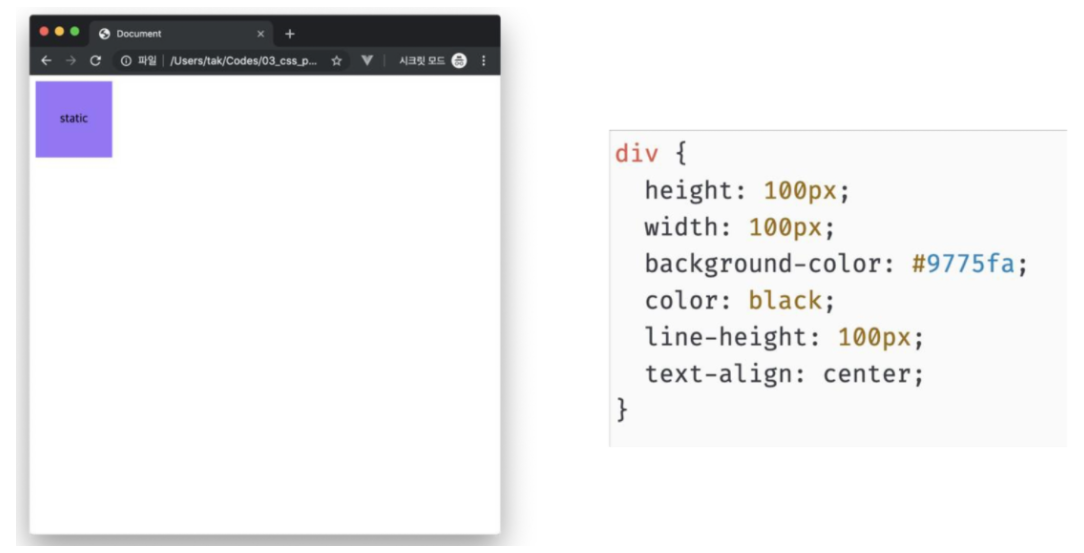 Document
파일 | /Users/tak/Codes/03_css_p... 시크릿 모드
static
div {
height: 100px;
width: 100px;
background-color: #9775fa;
color: black;
line-height: 100px;
text-align: center;
}